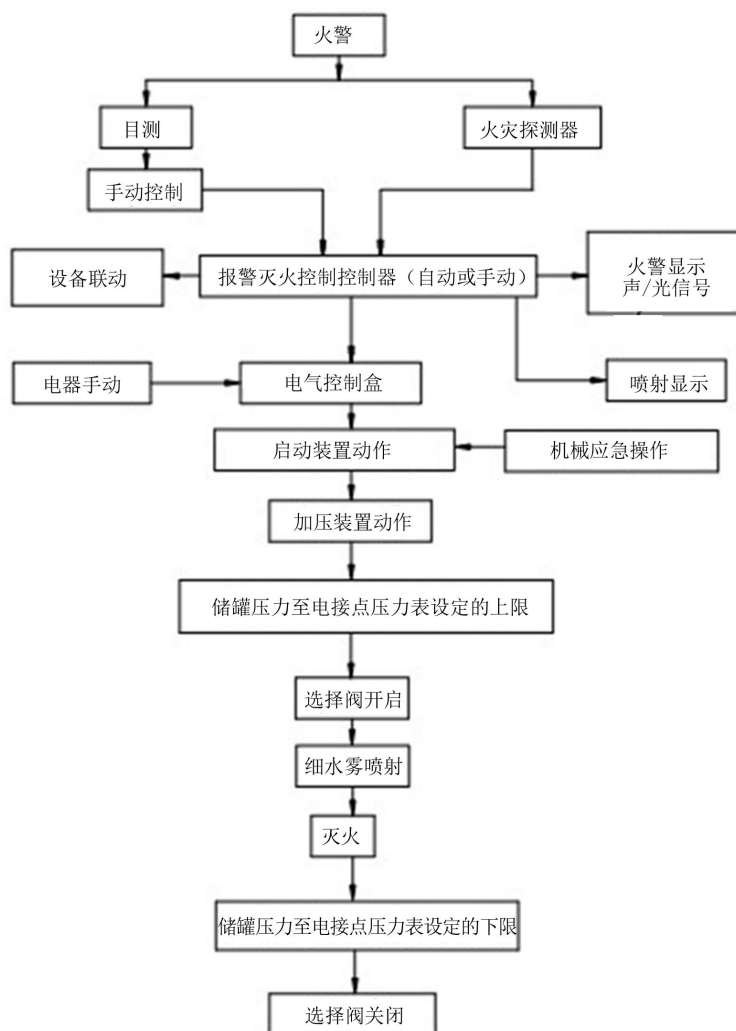 火警
目测
火灾探测器
手动控制
设备联动
报警灭火控制控制器（自动或手动）
火警显示
声/光信号
电器手动
电气控制盒
喷射显示
启动装置动作
机械应急操作
加压装置动作
储罐压力至电接点压力表设定的上限
选择阀开启
细水雾喷射
灭火
储罐压力至电接点压力表设定的下限
选择阀关闭